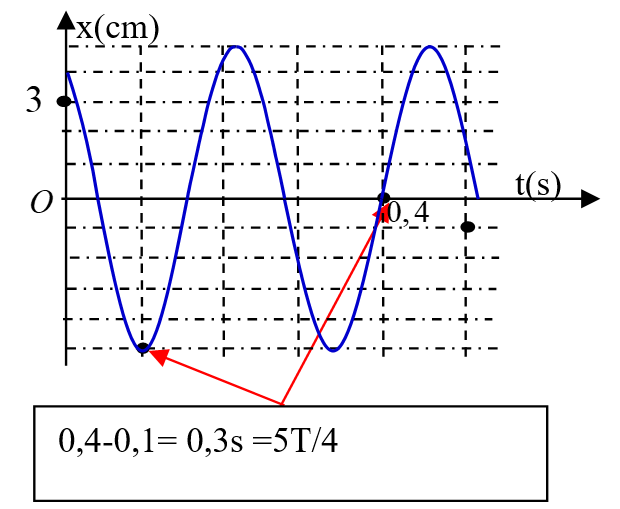 x(cm)
3
O
t(s)
0,4
0,4-0,1= 0,3s =5T/4